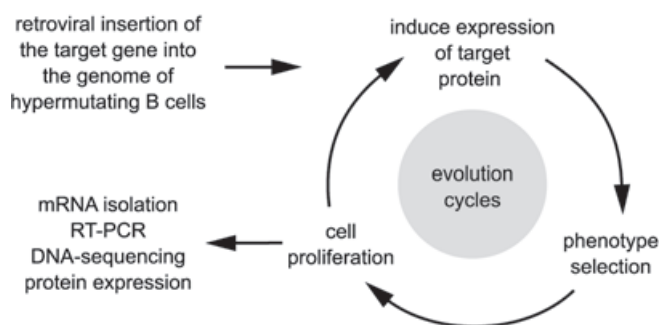 retroviral insertion of
the target gene into
the genome of
hypermutating B cells
induce expression
of target
protein
evolution
cycles
phenotype
selection
cell
proliferation
mRNA isolation
RT-PCR
DNA-sequencing
protein expression